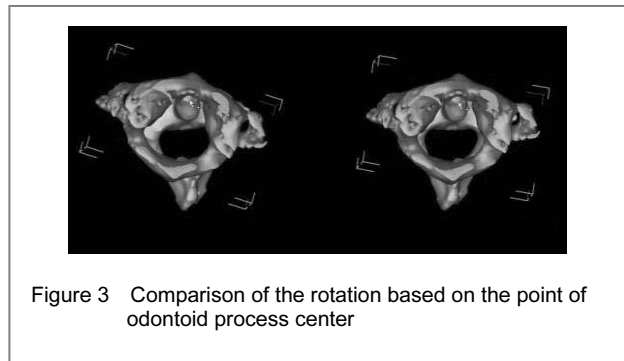 Figure 3 Comparison of the rotation based on the point of
odontoid process center